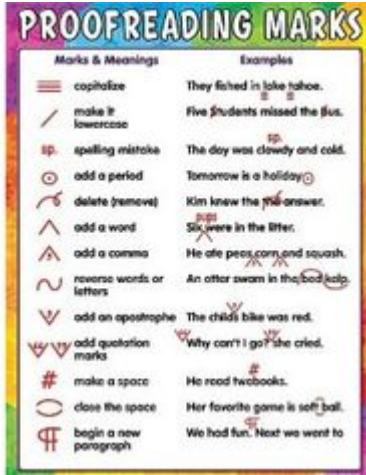 PROOFREADING MARKS
Marks & Meanings Examples
capitalize They fished in lake tahoe.
make it lowercase Five Students missed the Bus.
sp. spelling mistake sp. The day was clowdy and cold.
add a period Tomorrow is a holiday
delete (remove) Kim knew the the answer.
add a word pups Six were in the litter.
add a comma He ate peas corn and squash.
reverse words or letters An otter swam in the bed kelp.
add an apostrophe The childs bike was red.
add quotation marks Why can't I go? she cried.
# make a space # He read twobooks.
close the space Her favorite game is soft ball.
¶ begin a new paragraph ¶ We had fun. Next we went to